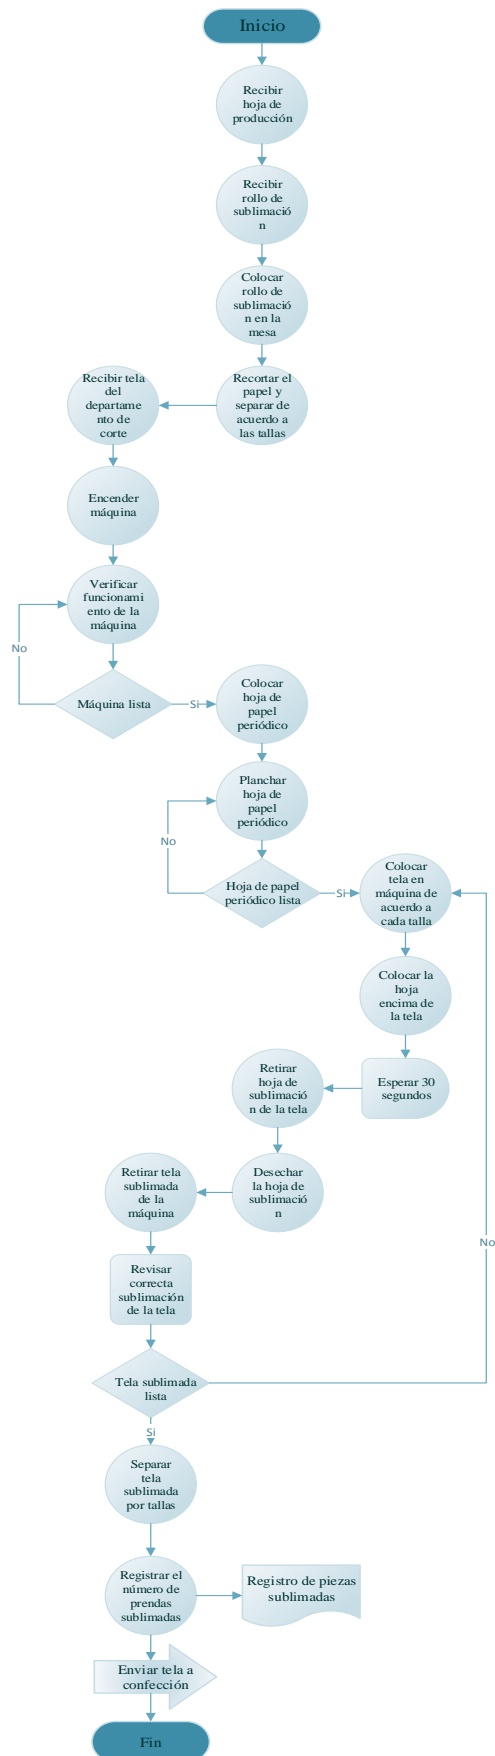 Inicio
Recibir
hoja de
producción
Recibir
rollo de
sublimació
n
Colocar
rollo de
sublimació
n en la
mesa
Recortar el
papel y
separar de
acuerdo a
las tallas
Recibir tela
del
departame
nto de
corte
Encender
máquina
Verificar
funcionami
ento de la
máquina
No
Máquina lista
Si
Colocar
hoja de
papel
periódico
Planchar
hoja de
papel
periódico
No
Hoja de papel
periódico lista
Si
Colocar
tela en
máquina de
acuerdo a
cada talla
Colocar la
hoja
encima de
la tela
Esperar 30
segundos
Retirar
hoja de
sublimació
n de la tela
Desechar
la hoja de
sublimació
n
Retirar tela
sublimada
de la
máquina
Revisar
correcta
sublimación
de la tela
No
Tela sublimada
lista
Si
Separar
tela
sublimada
por tallas
Registrar el
número de
prendas
sublimadas
Registro de piezas
sublimadas
Enviar tela a
confección
Fin